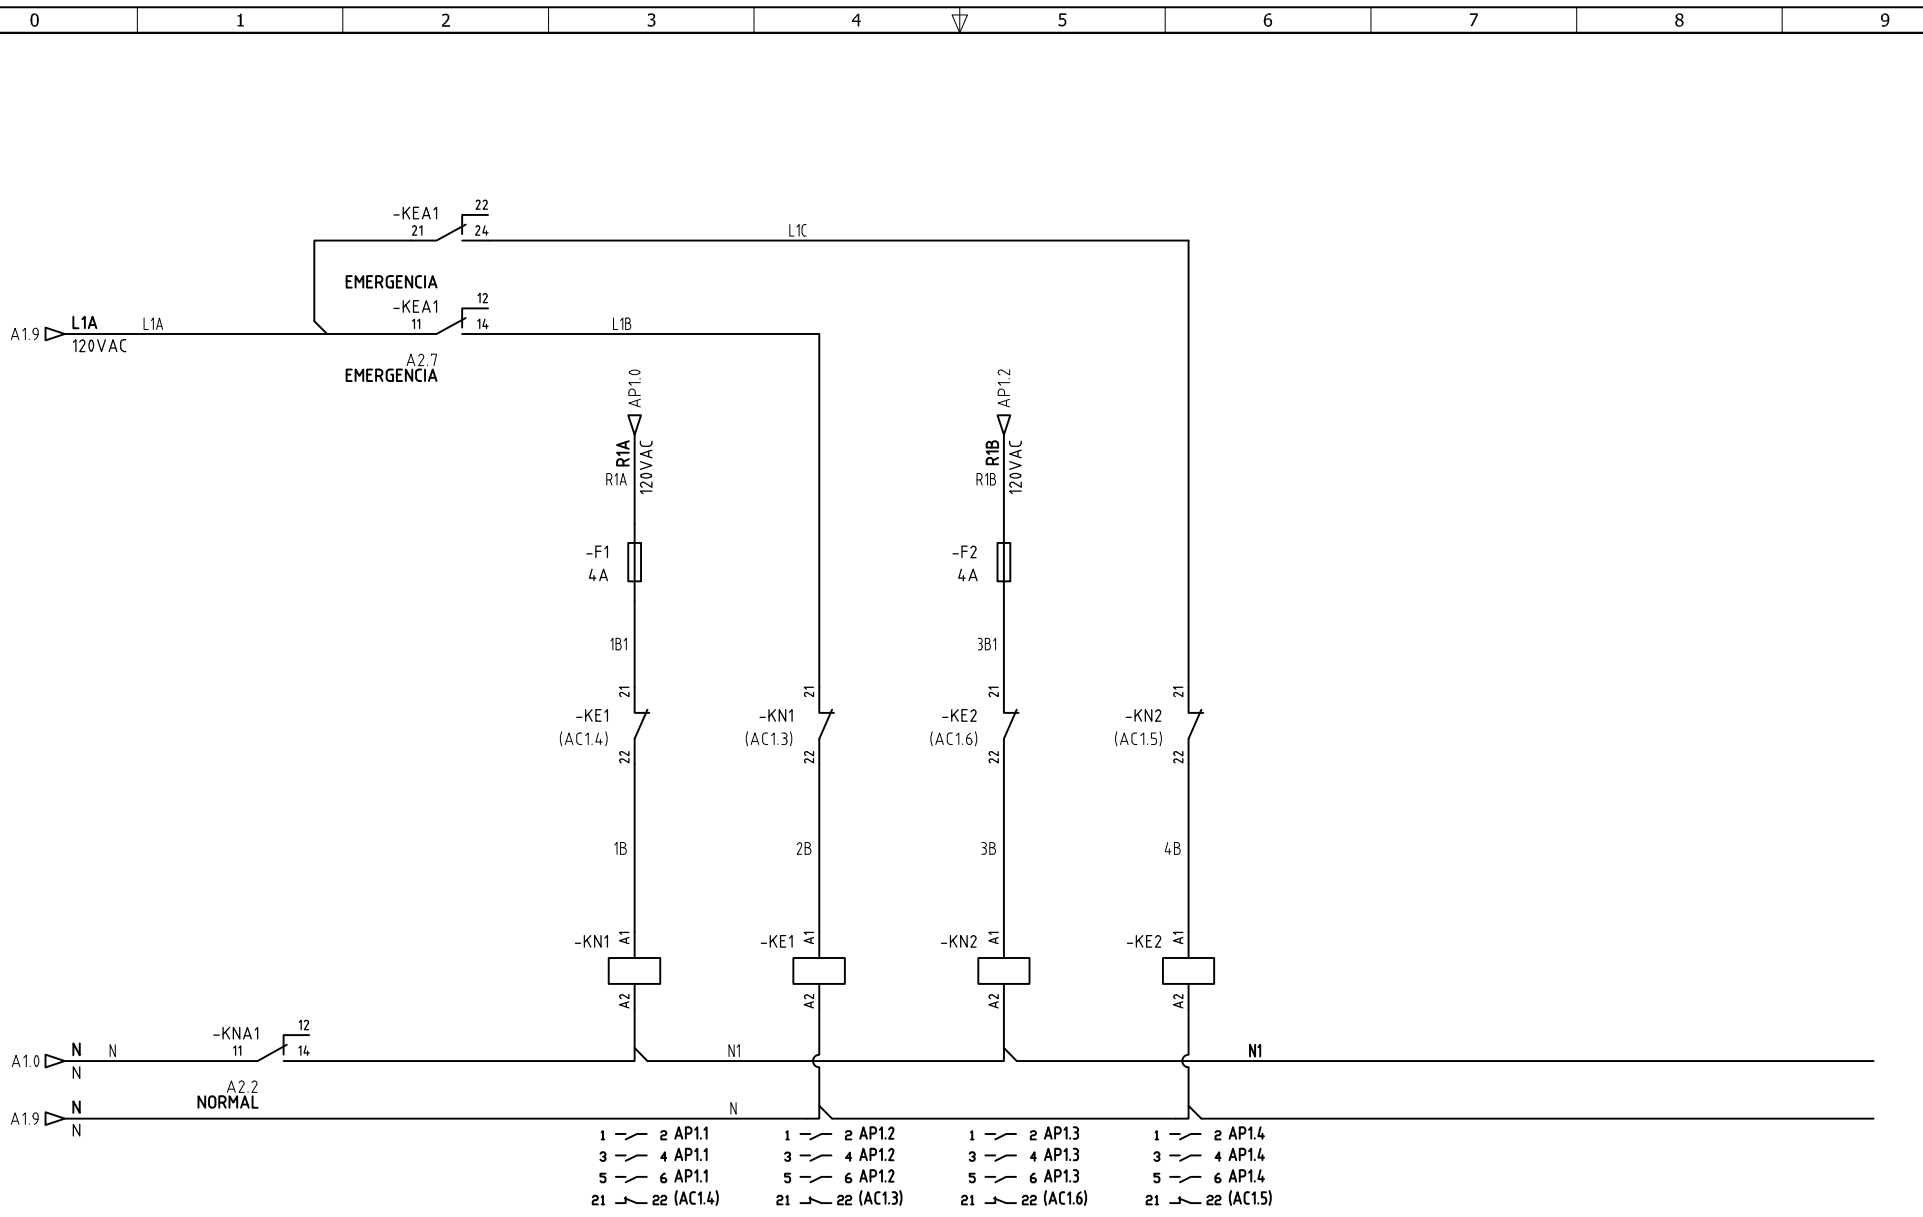 0 1 2 3 4 5 6 7 8 9
22
-KEA1
21 24 L1C
EMERGENCIA
12
-KEA1
11 14 L1B
A1.9 L1A L1A
120VAC
A2.7
EMERGENCIA
AP1.0 AP1.2
R1A R1B
120VAC 120VAC
R1A R1B
-F1 -F2
4A 4A
1B1 3B1
21 21 21 21
-KE1 -KN1 -KE2 -KN2
(AC1.4) (AC1.3) (AC1.6) (AC1.5)
22 22 22 22
1B 2B 3B 4B
-KN1 A1 -KE1 A1 -KN2 A1 -KE2 A1
A2 A2 A2 A2
12
-KNA1
A1.0 N N 11 14 N1 N1
N
A2.2
NORMAL
A1.9 N N
N
1 2 AP1.1 1 2 AP1.2 1 2 AP1.3 1 2 AP1.4
3 4 AP1.1 3 4 AP1.2 3 4 AP1.3 3 4 AP1.4
5 6 AP1.1 5 6 AP1.2 5 6 AP1.3 5 6 AP1.4
21 22 (AC1.4) 21 22 (AC1.3) 21 22 (AC1.6) 21 22 (AC1.5)